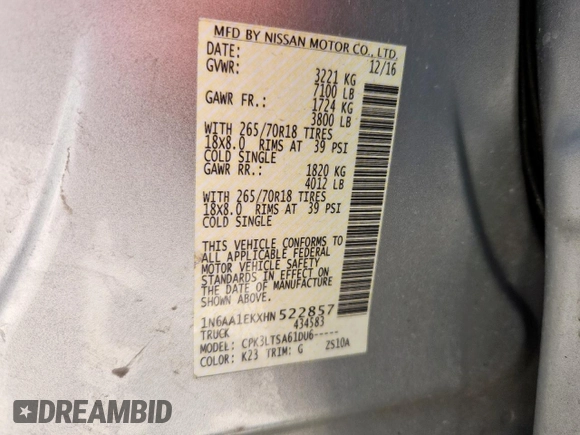 MFD BY NISSAN MOTOR CO., LTD.
DATE: 12/16
GVWR: 3221 KG
7100 LB
GAWR FR.: 1724 KG
3800 LB
WITH 265/70R18 TIRES
18X8.0 RIMS AT 39 PSI
COLD SINGLE
GAWR RR.: 1820 KG
4012 LB
WITH 265/70R18 TIRES
18X8.0 RIMS AT 39 PSI
COLD SINGLE
THIS VEHICLE CONFORMS TO
ALL APPLICABLE FEDERAL
MOTOR VEHICLE SAFETY
STANDARDS IN EFFECT ON
THE DATE OF MANUFACTURE
SHOWN ABOVE.
1N6AA1EKXHN522857
TRUCK 434583
MODEL: CPK3LTSA61DU6-----
COLOR: K23 TRIM: G 2S10A
DREAMBID